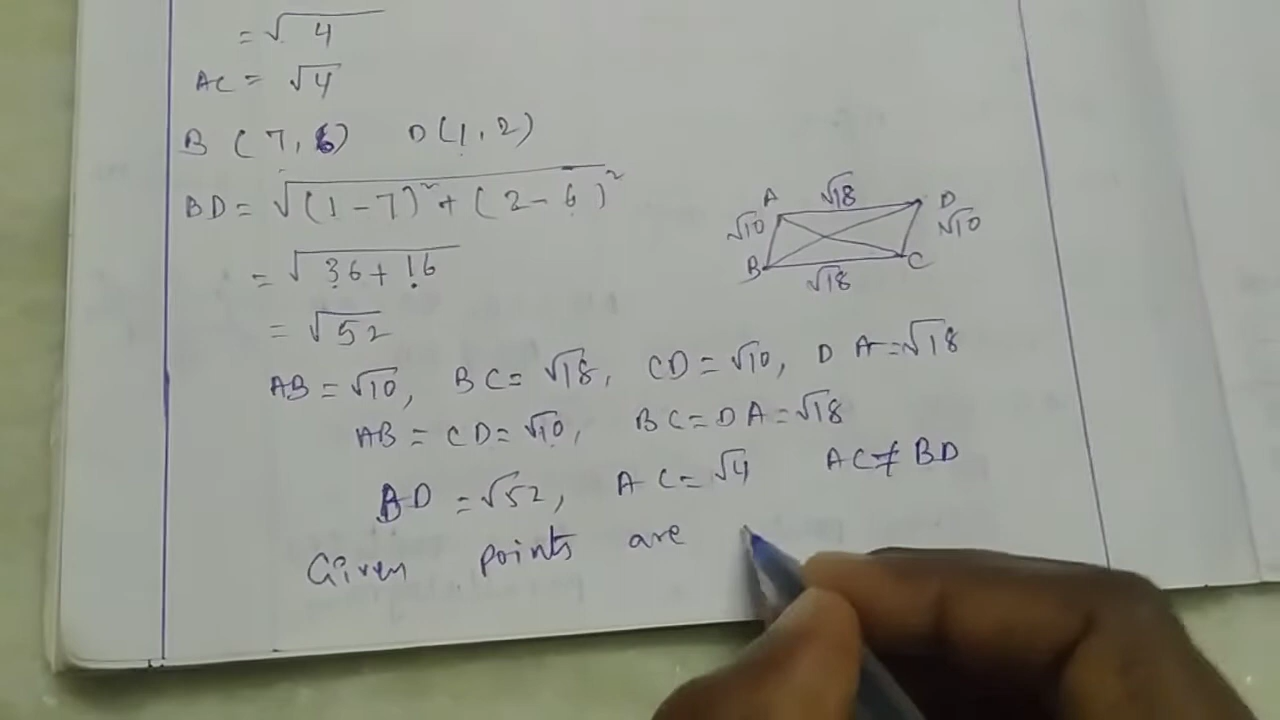 = √4
AC = √4
B (7, 6) D(1, 2)
BD = √(1 - 7)² + (2 - 6)²
= √36 + 16
= √52
A √18 D
√10 √10
B √18 C
AB = √10, BC = √18, CD = √10, DA = √18
AB = CD = √10, BC = DA = √18
BD = √52, AC = √4 AC ≠ BD
Given points are